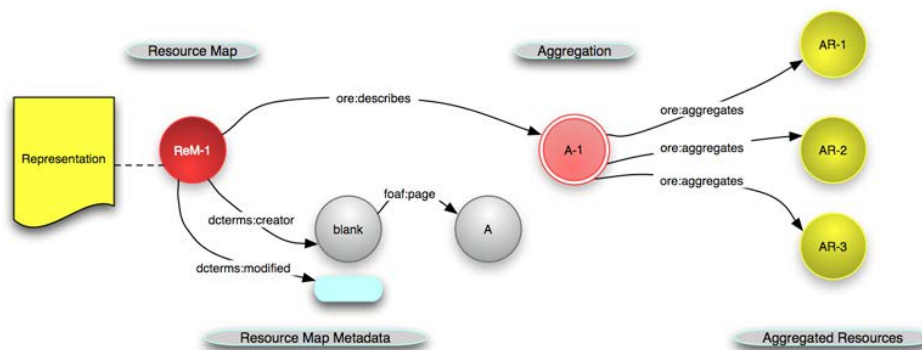 Resource Map
Aggregation
AR-1
ore:describes
ore:aggregates
Representation
ReM-1
A-1
ore:aggregates
AR-2
ore:aggregates
foaf:page
dcterms:creator
blank
A
AR-3
dcterms:modified
Resource Map Metadata
Aggregated Resources